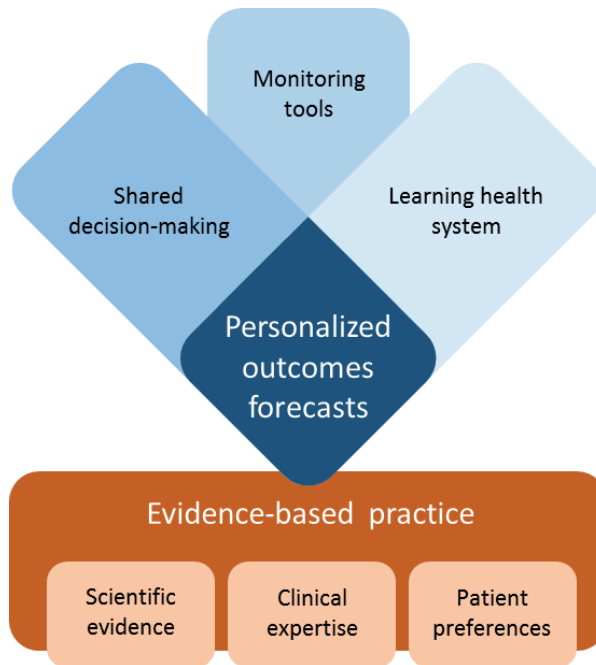 Monitoring
tools
Shared
decision-making
Learning health
system
Personalized
outcomes
forecasts
Evidence-based practice
Scientific
evidence
Clinical
expertise
Patient
preferences